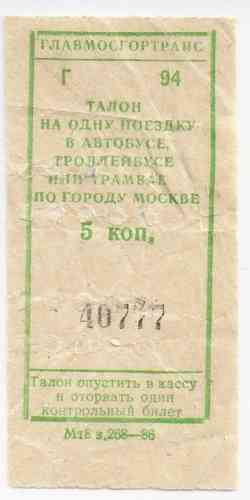 ГЛАВМОСГОРТРАНС
Г 94
ТАЛОН
НА ОДНУ ПОЕЗДКУ
В АВТОБУСЕ,
ТРОЛЛЕЙБУСЕ
ИЛИ ТРАМВАЕ
ПО ГОРОДУ МОСКВЕ
5 коп.
40777
Талон опустить в кассу
и оторвать один
контрольный билет
МтБ з.268—86